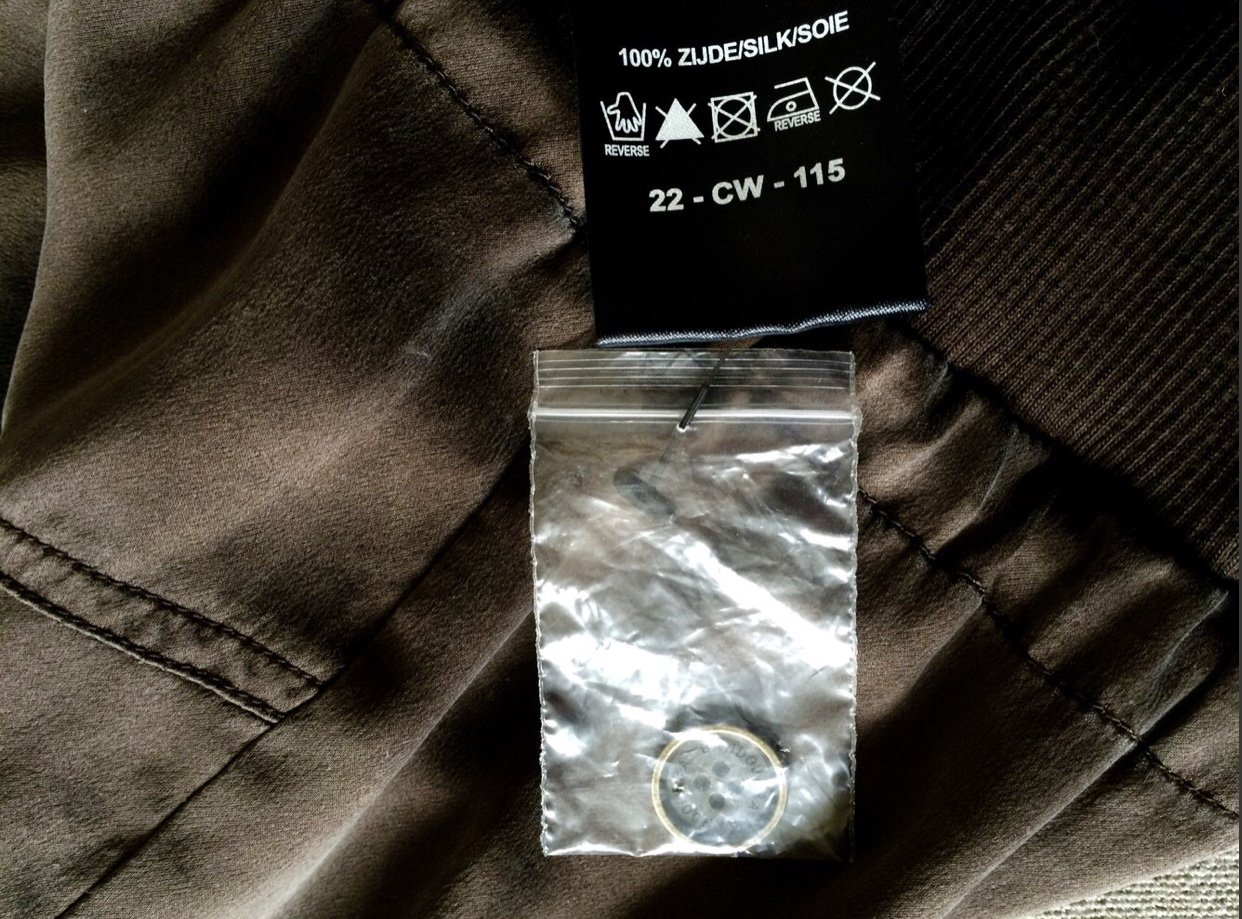 100% ZIJDE/SILK/SOIE
REVERSE
REVERSE
22 - CW - 115